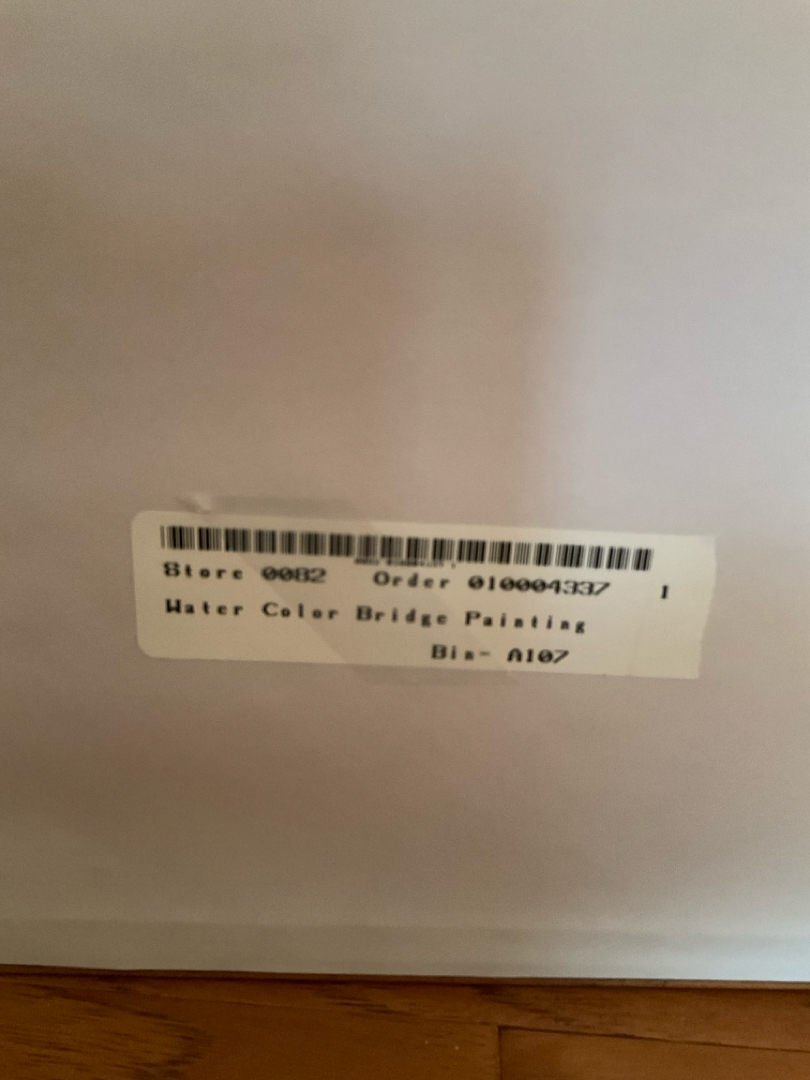 Store 0082 Order 010004337 1
Water Color Bridge Painting
Bin- A107